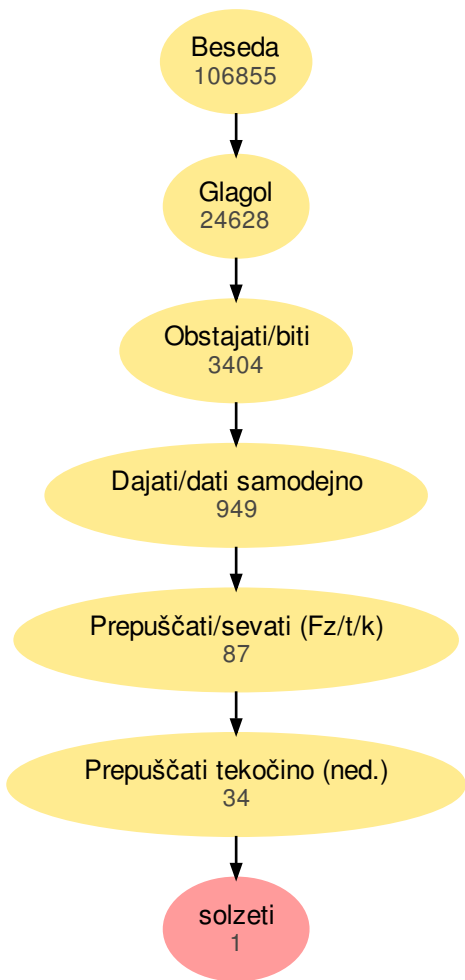 Beseda
106855
Glagol
24628
Obstajati/biti
3404
Dajati/dati samodejno
949
Prepuščati/sevati (Fz/t/k)
87
Prepuščati tekočino (ned.)
34
solzeti
1